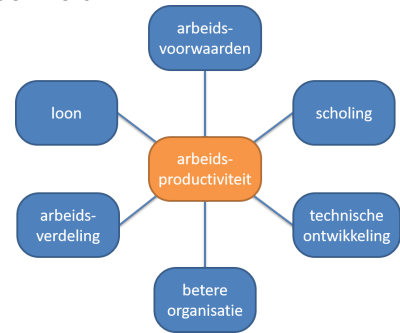 arbeids-
voorwaarden
loon
scholing
arbeids-
productiviteit
arbeids-
verdeling
technische
ontwikkeling
betere
organisatie